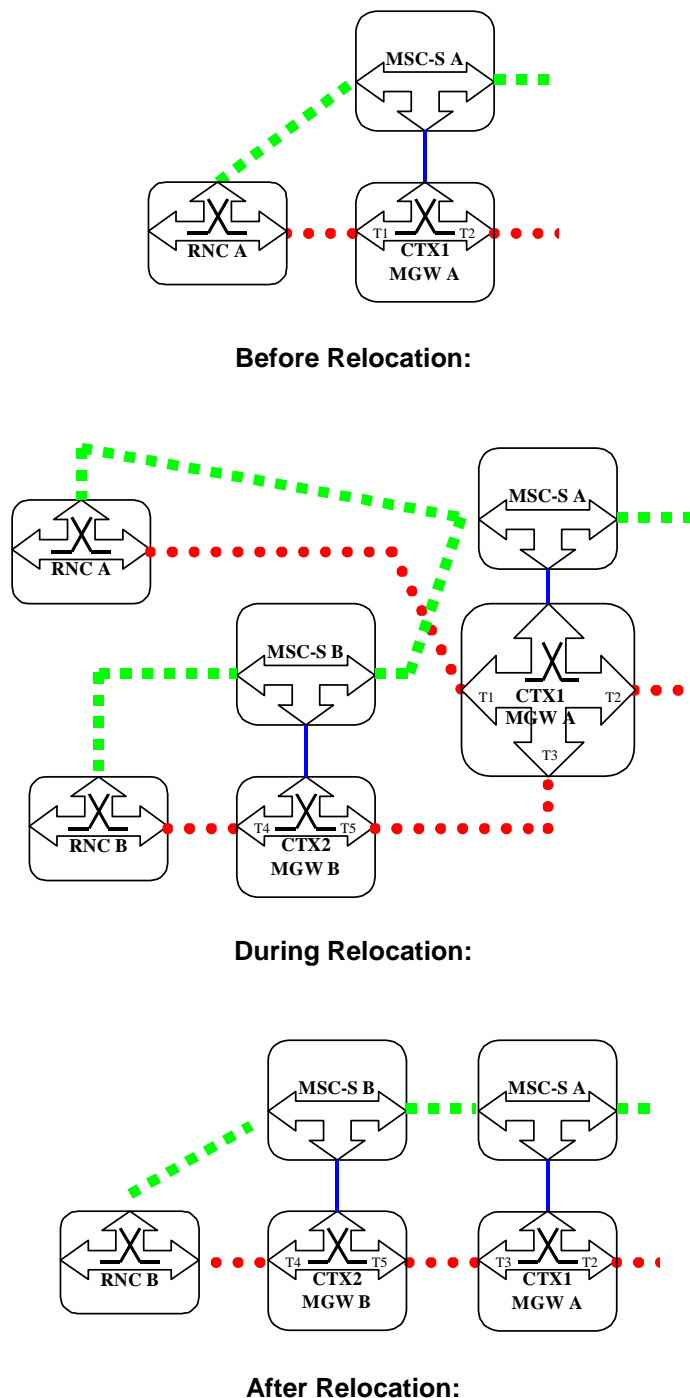 MSC-S A
RNC A
T1
T2
CTX1
MGW A
Before Relocation:
MSC-S A
RNC A
MSC-S B
T1
CTX1
T2
MGW A
T3
RNC B
T4
T5
CTX2
MGW B
During Relocation:
MSC-S B
MSC-S A
RNC B
T4
T5
CTX2
MGW B
T3
T2
CTX1
MGW A
After Relocation: